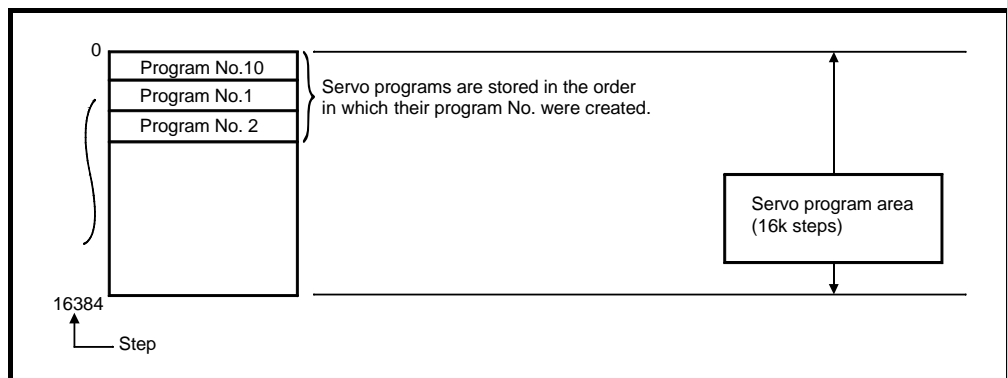 0
Program No.10
Program No.1
Program No. 2
Servo programs are stored in the order
in which their program No. were created.
Servo program area
(16k steps)
16384
Step